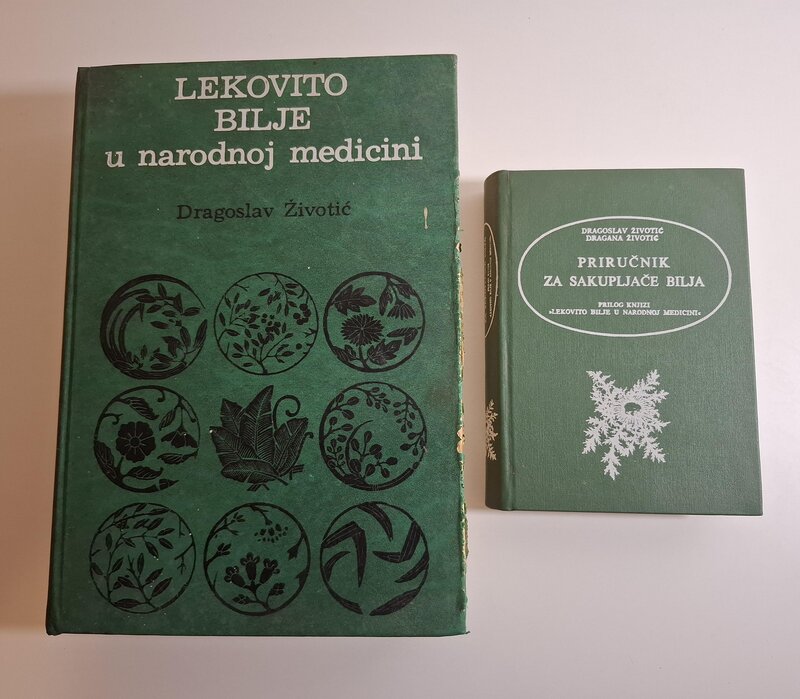 LEKOVITO
BILJE
u narodnoj medicini
Dragoslav Životić
DRAGOSLAV ŽIVOTIĆ
DRAGANA ŽIVOTIĆ
PRIRUČNIK
ZA SAKUPLJAČE BILJA
PRILOG KNJIZI
»LEKOVITO BILJE U NARODNOJ MEDICINI«